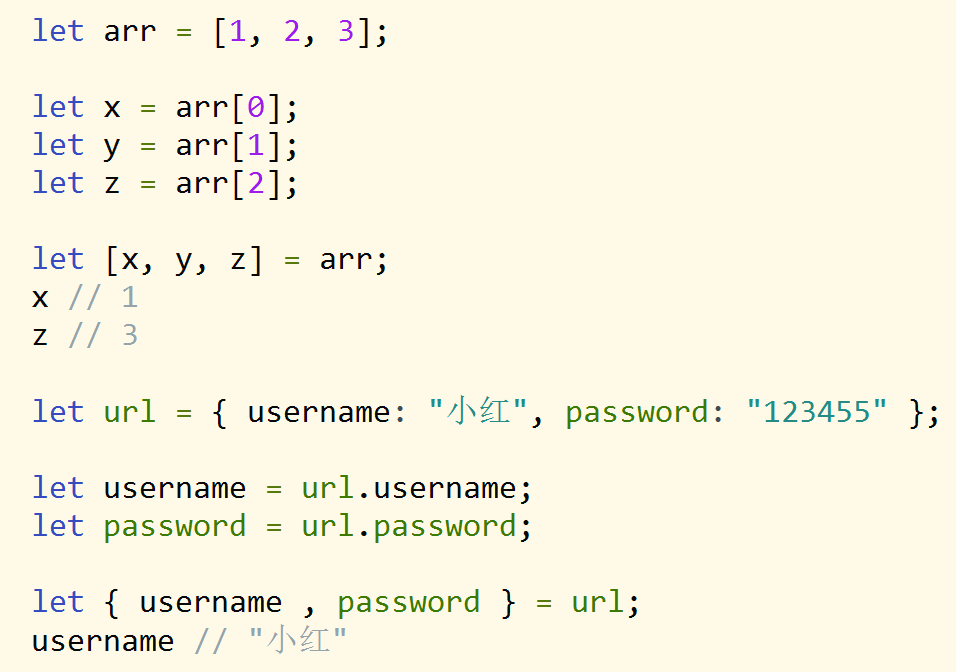 let arr = [1, 2, 3];
let x = arr[0];
let y = arr[1];
let z = arr[2];
let [x, y, z] = arr;
x // 1
z // 3
let url = { username: "小红", password: "123455" };
let username = url.username;
let password = url.password;
let { username , password } = url;
username // "小红"